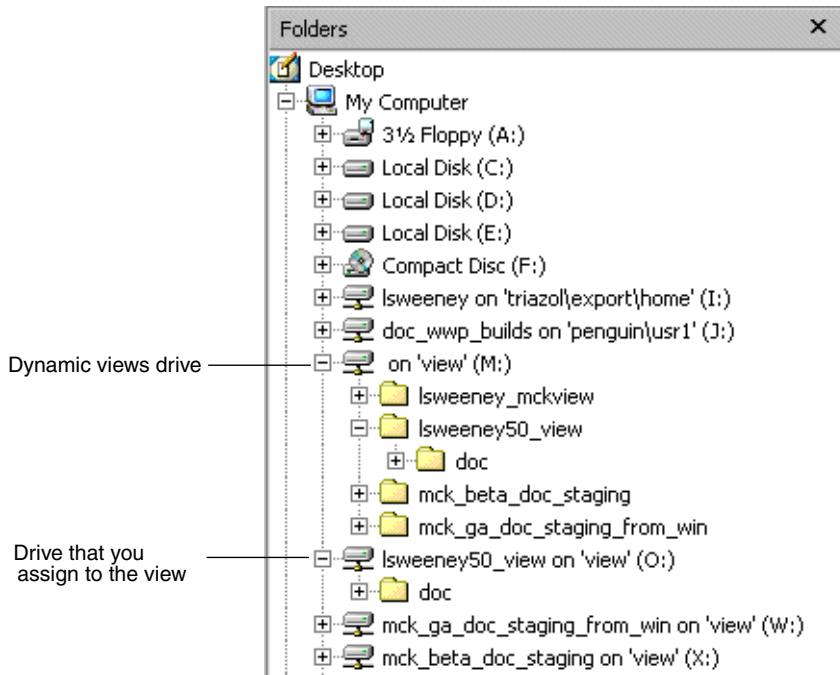 Folders
Desktop
My Computer
3½ Floppy (A:)
Local Disk (C:)
Local Disk (D:)
Local Disk (E:)
Compact Disc (F:)
lsweeney on 'triazol\export\home' (I:)
doc_wwp_builds on 'penguin\usr1' (J:)
Dynamic views drive
on 'view' (M:)
lsweeney_mckview
lsweeney50_view
doc
mck_beta_doc_staging
mck_ga_doc_staging_from_win
Drive that you
assign to the view
lsweeney50_view on 'view' (O:)
doc
mck_ga_doc_staging_from_win on 'view' (W:)
mck_beta_doc_staging on 'view' (X:)